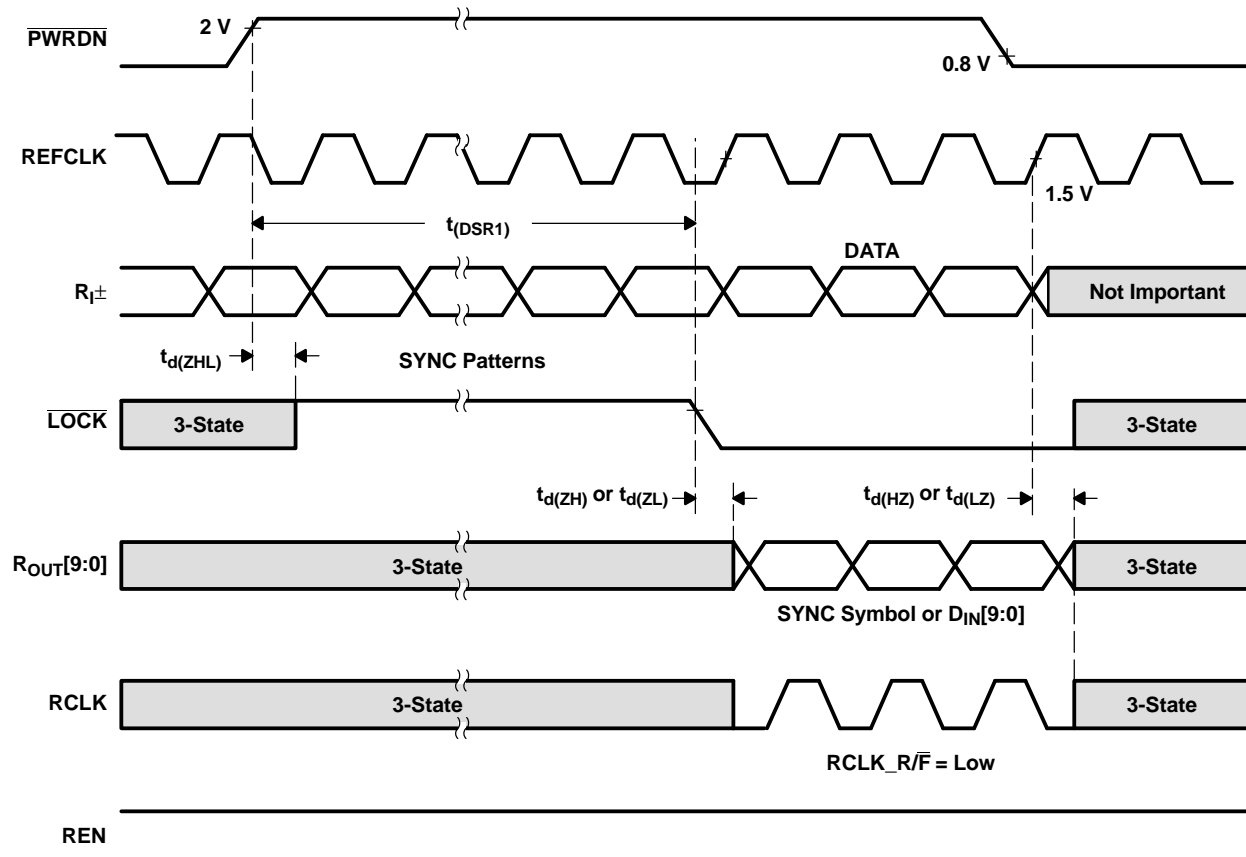 PWRDN
2 V
0.8 V
REFCLK
1.5 V
t(DSR1)
DATA
RI±
Not Important
td(ZHL)
SYNC Patterns
LOCK
3-State
3-State
td(ZH) or td(ZL)
td(HZ) or td(LZ)
ROUT[9:0]
3-State
3-State
SYNC Symbol or DIN[9:0]
RCLK
3-State
3-State
RCLK_R/F = Low
REN